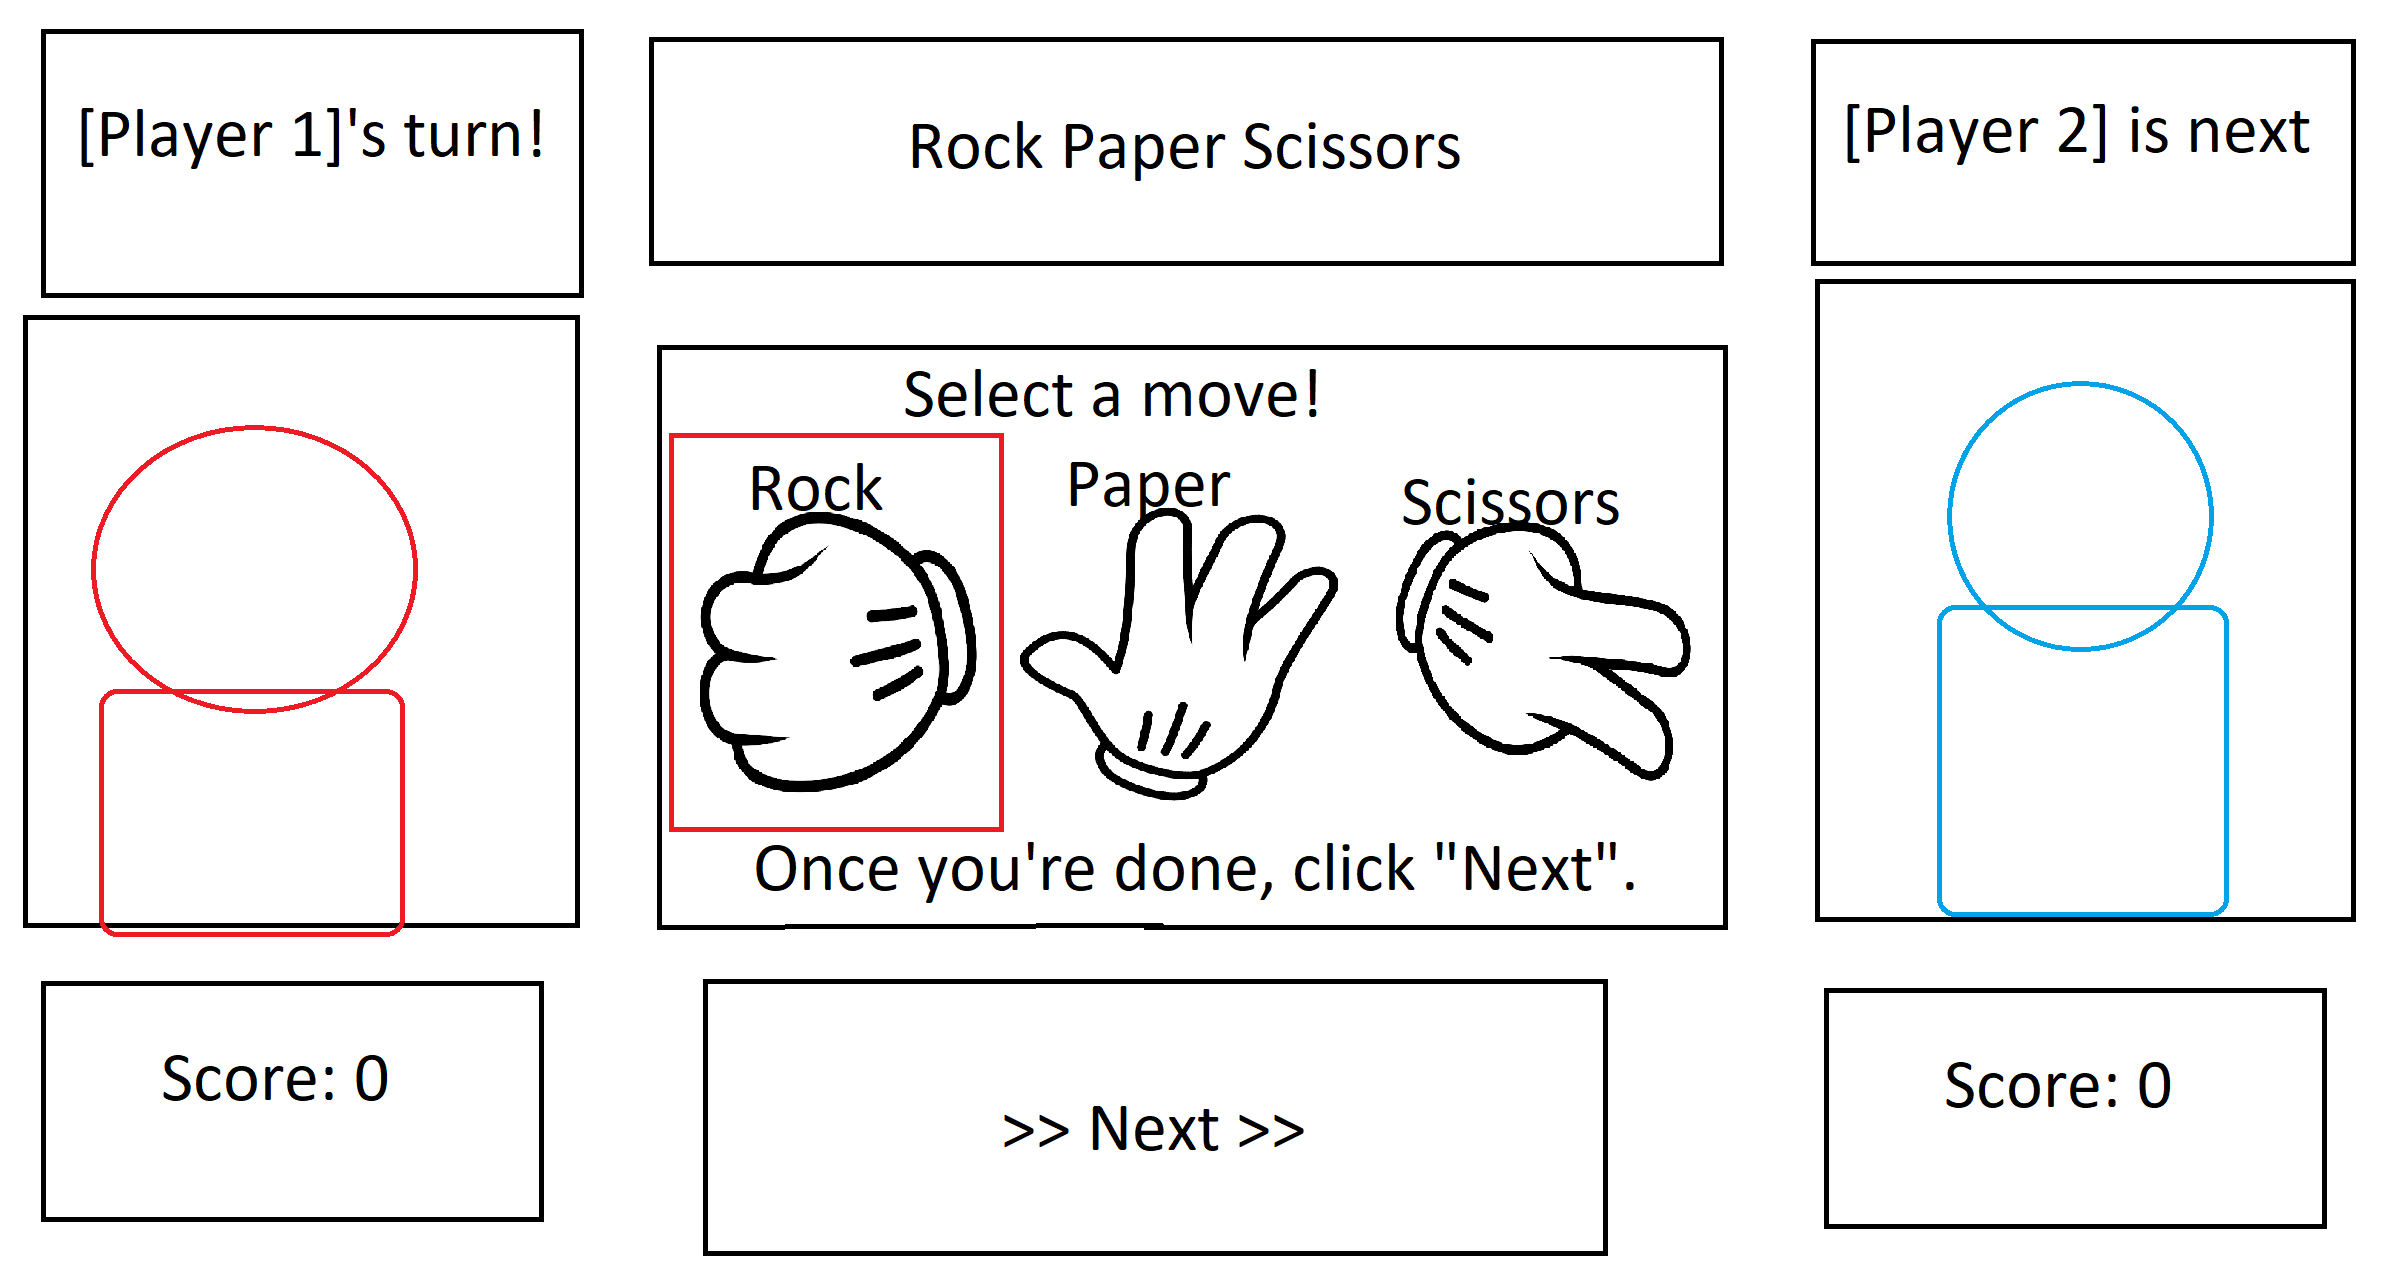 [Player 1]'s turn!
Rock Paper Scissors
[Player 2] is next
Select a move!
Rock
Paper
Scissors
Once you're done, click "Next".
Score: 0
>> Next >>
Score: 0